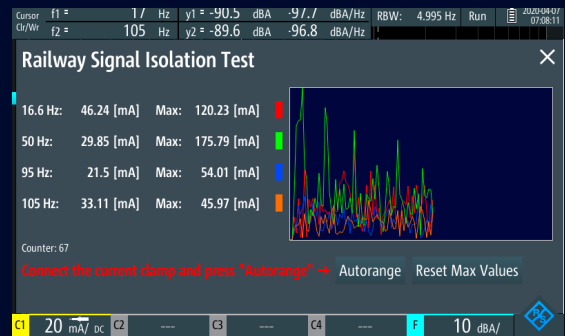 Cursor f1 = 17 Hz y1 = -90.5 dBA -97.7 dBA/Hz RBW: 4.995 Hz Run 2020-04-07
Clr/Wr f2 = 105 Hz y2 = -89.6 dBA -96.8 dBA/Hz 07:08:11
Railway Signal Isolation Test
16.6 Hz: 46.24 [mA] Max: 120.23 [mA]
50 Hz: 29.85 [mA] Max: 175.79 [mA]
95 Hz: 21.5 [mA] Max: 54.01 [mA]
105 Hz: 33.11 [mA] Max: 45.97 [mA]
Counter: 67
Connect the current clamp and press "Autorange" → Autorange Reset Max Values
C1 20 mA/ DC C2 --- C3 --- C4 --- F 10 dBA/ R&S